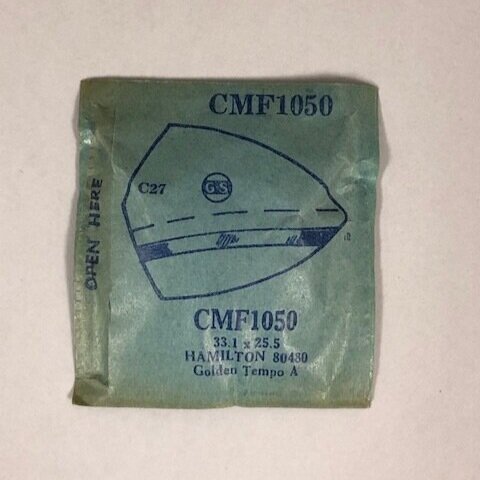 CMF1050
C27
GS
OPEN HERE
CMF1050
33.1 x 25.5
HAMILTON 80480
Golden Tempo A